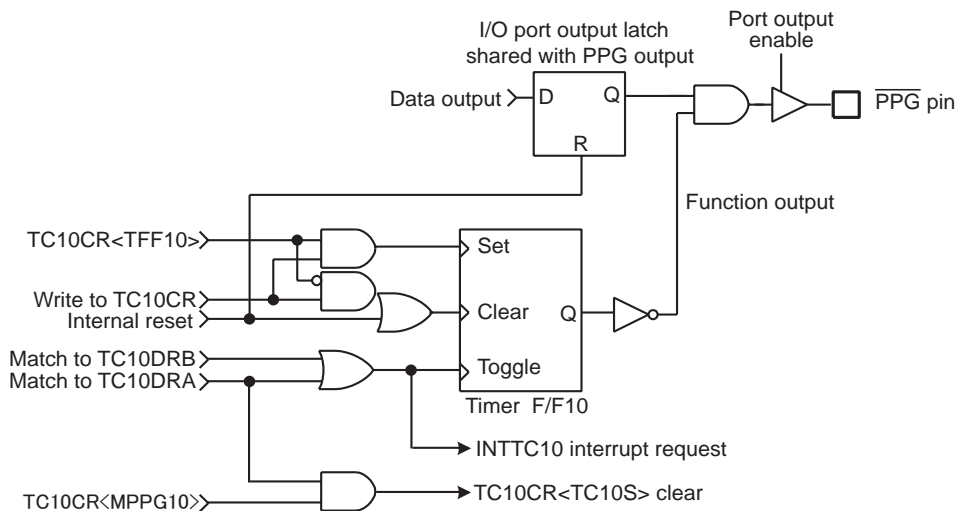 I/O port output latch
shared with PPG output
Port output
enable
Data output
D
Q
R
PPG pin
Function output
TC10CR<TFF10>
Set
Write to TC10CR
Internal reset
Clear
Q
Match to TC10DRB
Match to TC10DRA
Toggle
Timer F/F10
INTTC10 interrupt request
TC10CR<MPPG10>
TC10CR<TC10S> clear